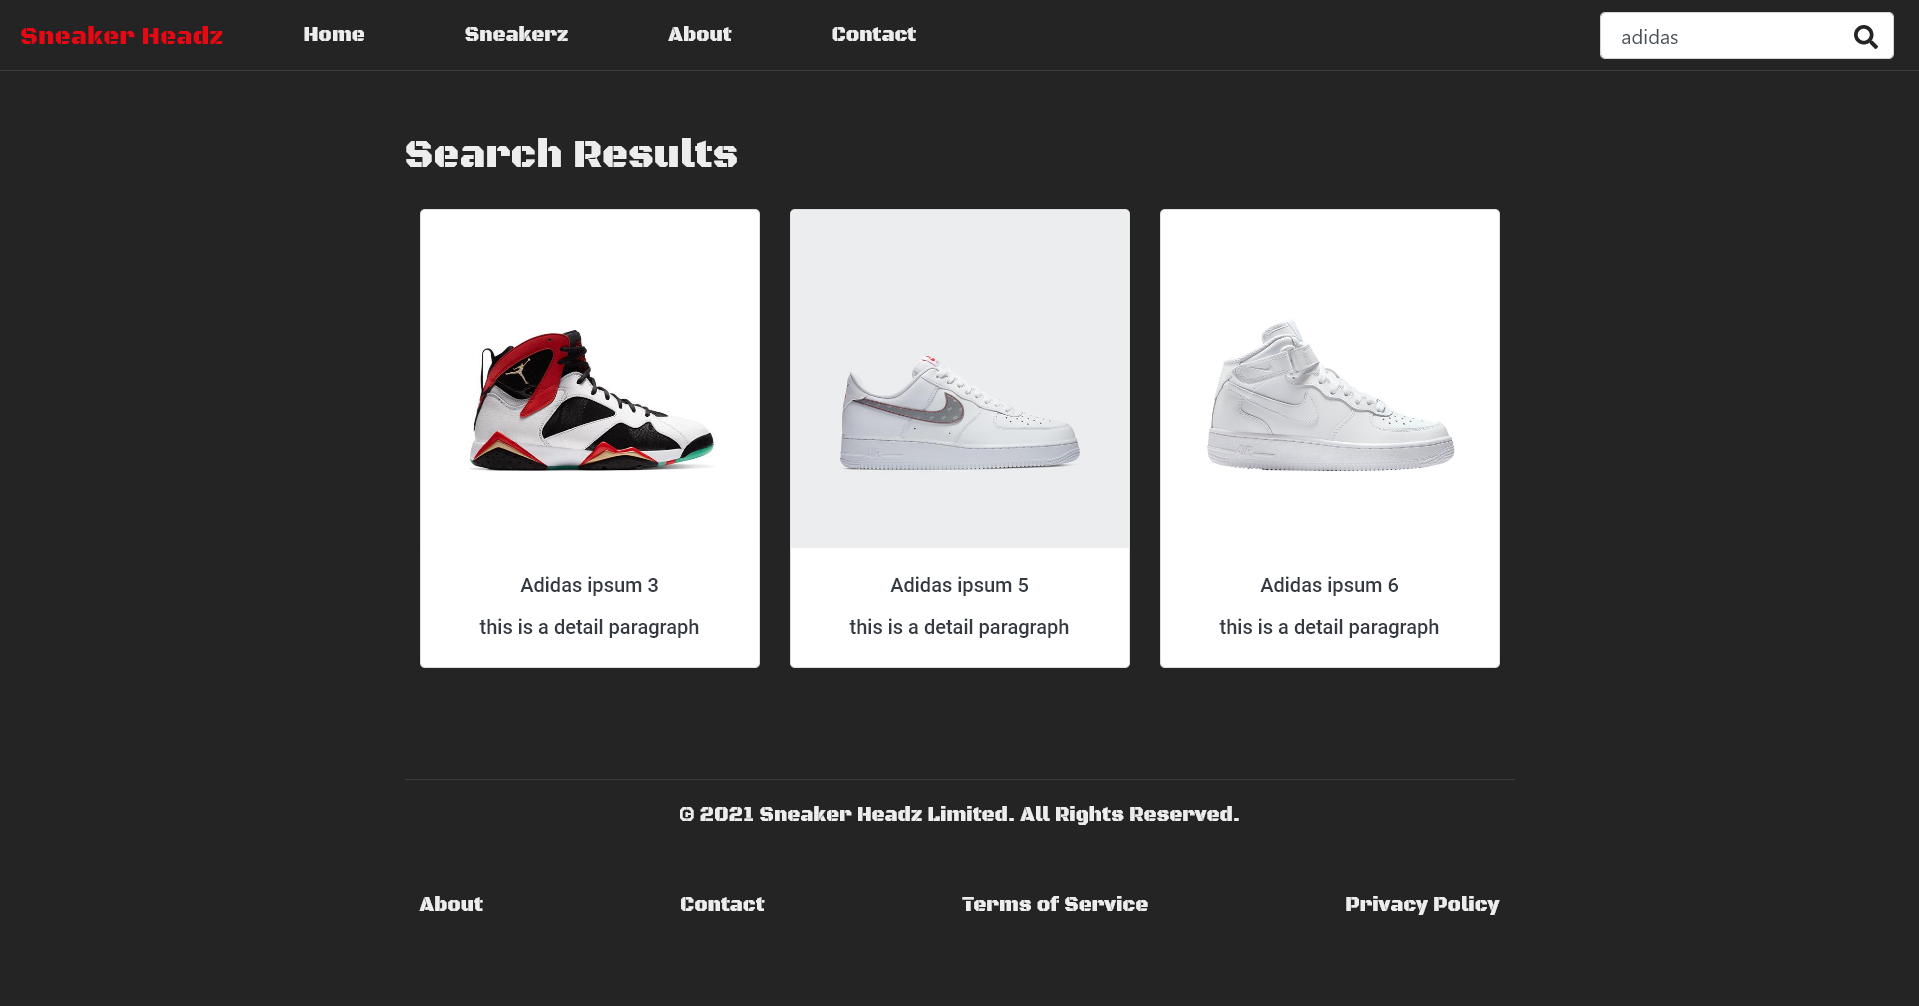 Sneaker Headz
Home
Sneakerz
About
Contact
adidas
Search Results
Adidas ipsum 3
this is a detail paragraph
Adidas ipsum 5
this is a detail paragraph
Adidas ipsum 6
this is a detail paragraph
© 2021 Sneaker Headz Limited. All Rights Reserved.
About
Contact
Terms of Service
Privacy Policy